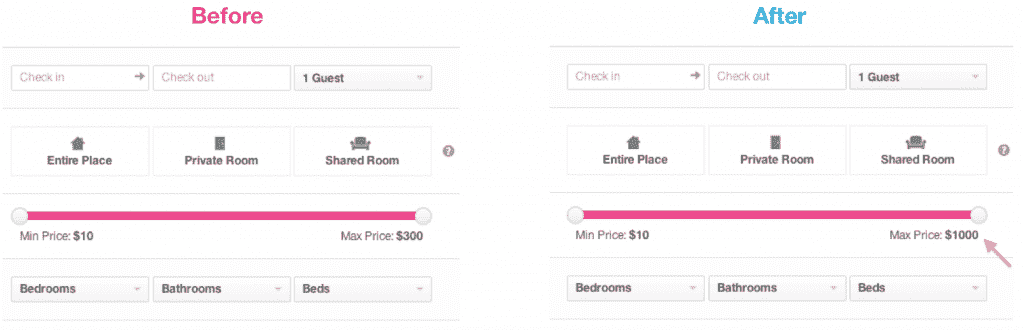 Before
Check in
Check out
1 Guest
Entire Place
Private Room
Shared Room
?
Min Price: $10
Max Price: $300
Bedrooms
Bathrooms
Beds
After
Check in
Check out
1 Guest
Entire Place
Private Room
Shared Room
?
Min Price: $10
Max Price: $1000
Bedrooms
Bathrooms
Beds